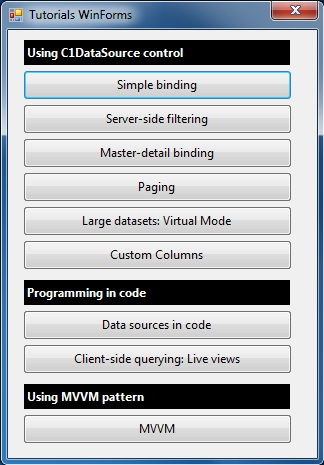 Tutorials WinForms
Using C1DataSource control
Simple binding
Server-side filtering
Master-detail binding
Paging
Large datasets: Virtual Mode
Custom Columns
Programming in code
Data sources in code
Client-side querying: Live views
Using MVVM pattern
MVVM